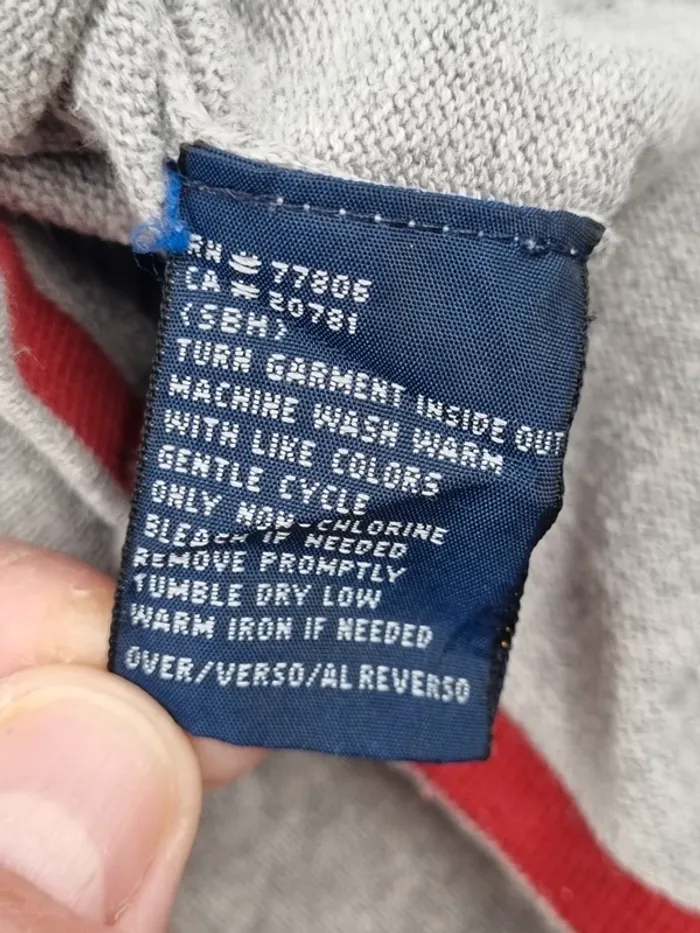 RN # 77806
CA # 20781
(SBH)
TURN GARMENT INSIDE OUT
MACHINE WASH WARM
WITH LIKE COLORS
GENTLE CYCLE
ONLY NON-CHLORINE
BLEACH IF NEEDED
REMOVE PROMPTLY
TUMBLE DRY LOW
WARM IRON IF NEEDED
OVER/VERSO/AL REVERSO